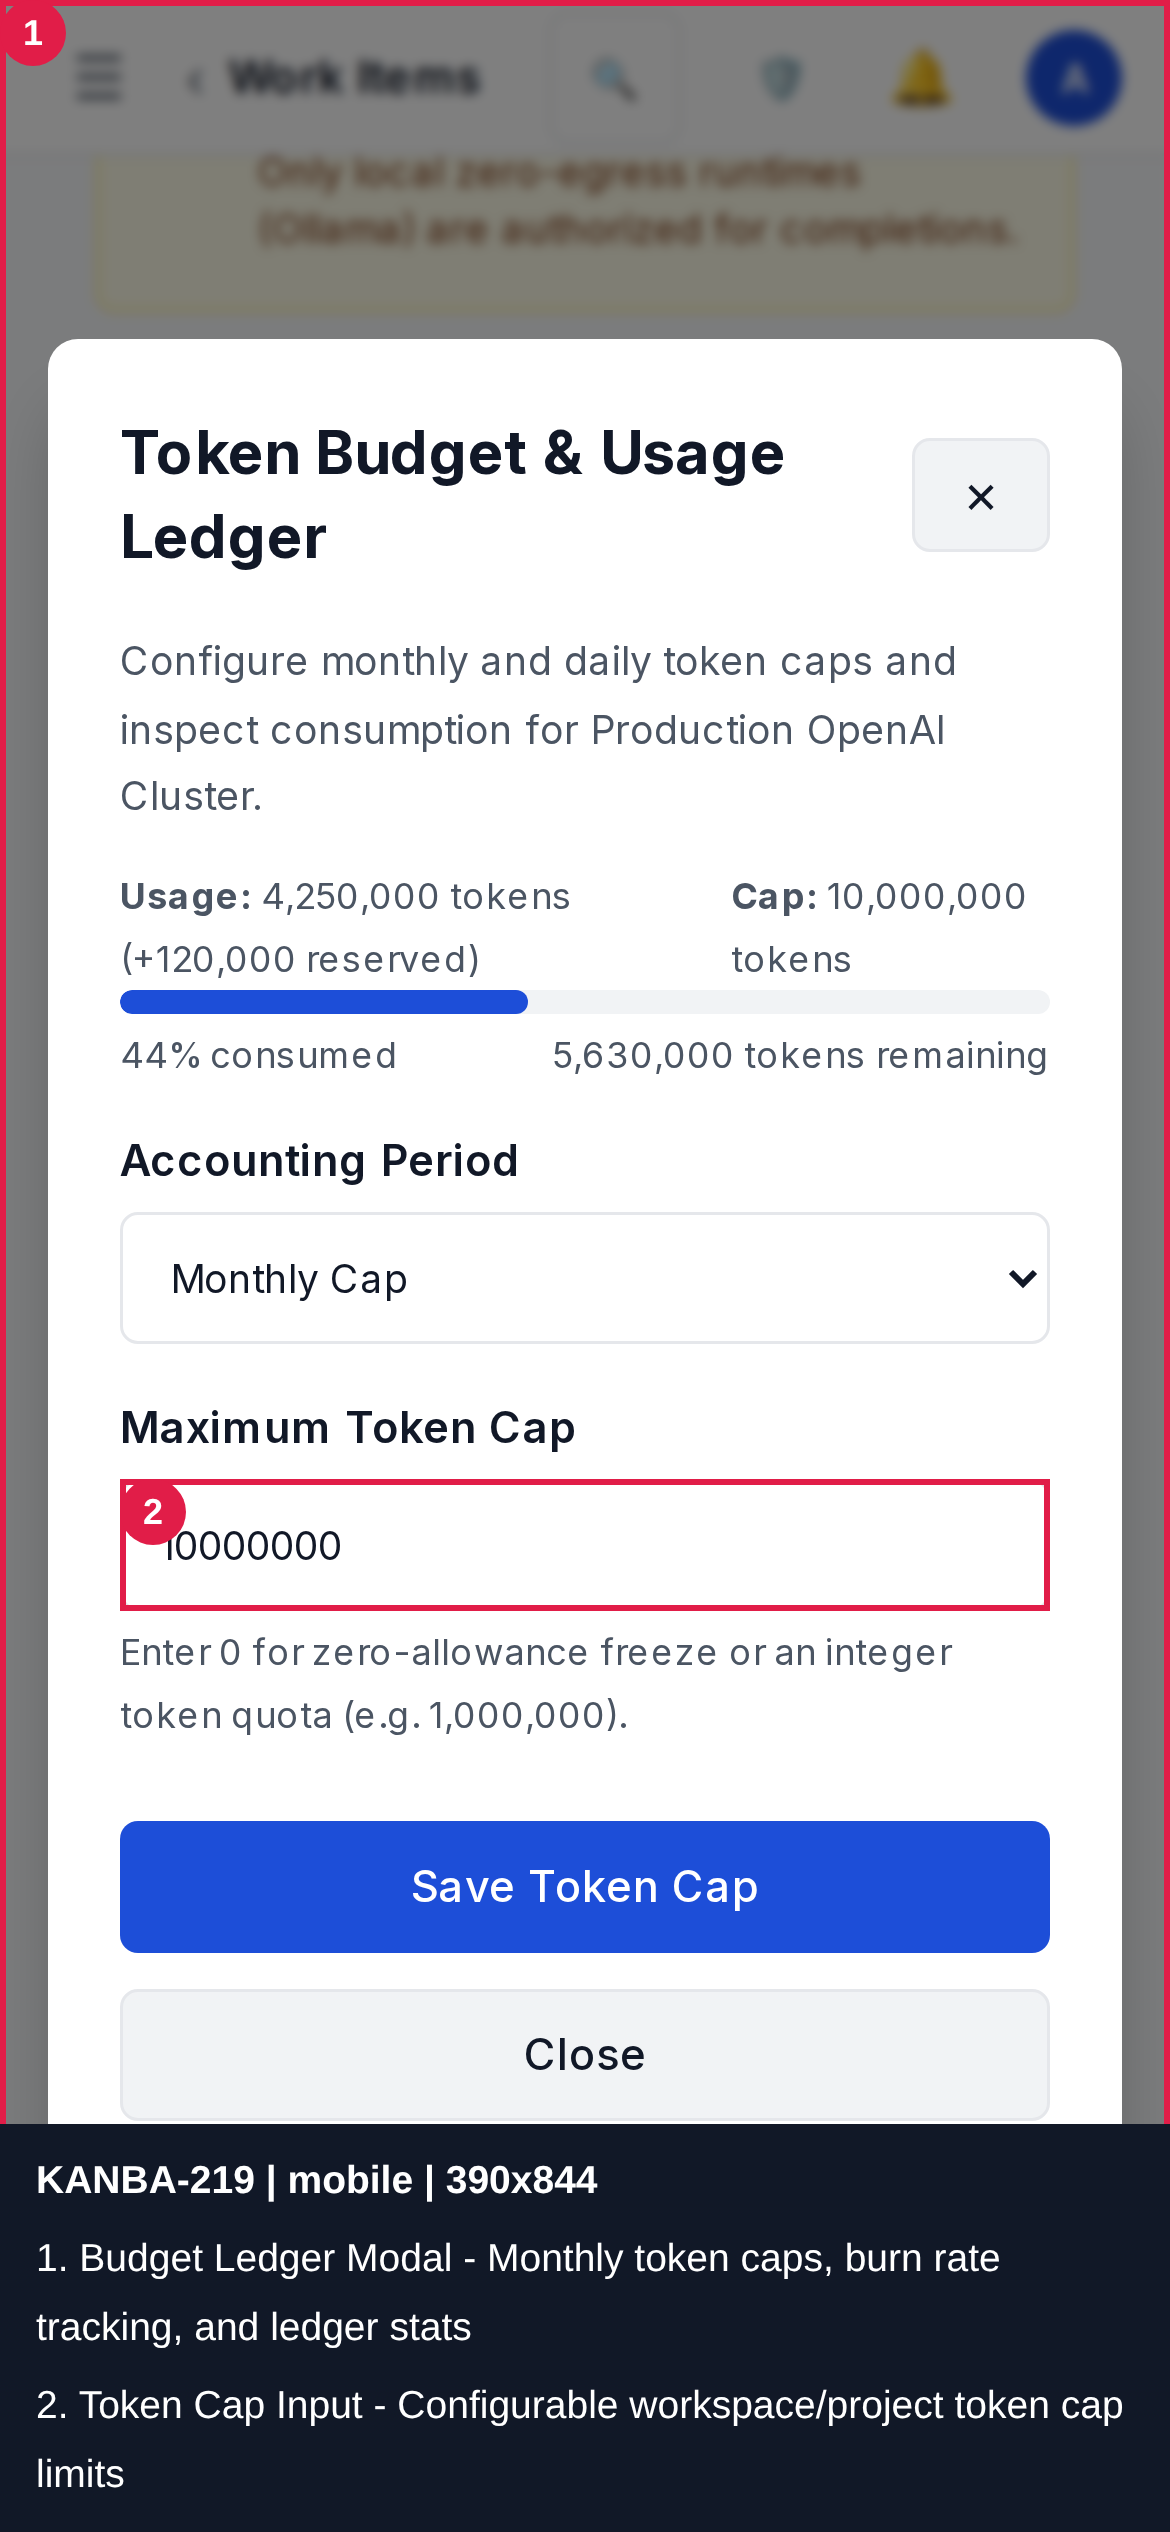 1
‹ Work Items
A
Only local zero-egress runtimes
(Ollama) are authorized for completions.
Token Budget & Usage
Ledger
×
Configure monthly and daily token caps and
inspect consumption for Production OpenAI
Cluster.
Usage: 4,250,000 tokens
(+120,000 reserved)
Cap: 10,000,000
tokens
44% consumed
5,630,000 tokens remaining
Accounting Period
Monthly Cap
Maximum Token Cap
2
10000000
Enter 0 for zero-allowance freeze or an integer
token quota (e.g. 1,000,000).
Save Token Cap
Close
KANBA-219 | mobile | 390x844
1. Budget Ledger Modal - Monthly token caps, burn rate
tracking, and ledger stats
2. Token Cap Input - Configurable workspace/project token cap
limits